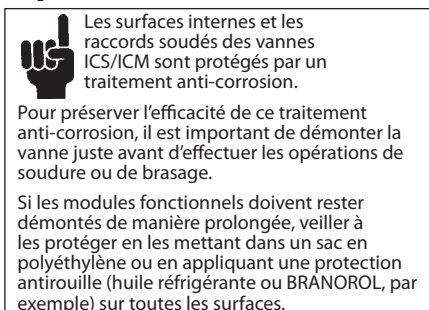 Les surfaces internes et les
raccords soudés des vannes
ICS/ICM sont protégés par un
traitement anti-corrosion.
Pour préserver l'efficacité de ce traitement
anti-corrosion, il est important de démonter la
vanne juste avant d'effectuer les opérations de
soudure ou de brasage.
Si les modules fonctionnels doivent rester
démontés de manière prolongée, veiller à
les protéger en les mettant dans un sac en
polyéthylène ou en appliquant une protection
antirouille (huile réfrigérante ou BRANOROL, par
exemple) sur toutes les surfaces.